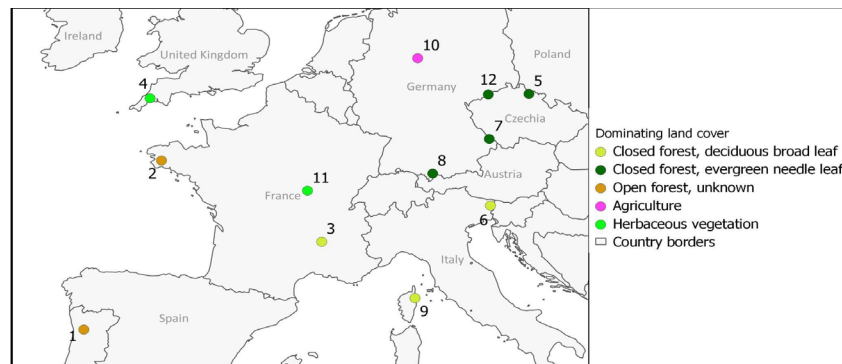 Ireland
United Kingdom
10
Poland
4
Germany
12
5
Czechia
7
2
8
Austria
11
France
6
3
Italy
Spain
9
1
Dominating land cover
Closed forest, deciduous broad leaf
Closed forest, evergreen needle leaf
Open forest, unknown
Agriculture
Herbaceous vegetation
Country borders